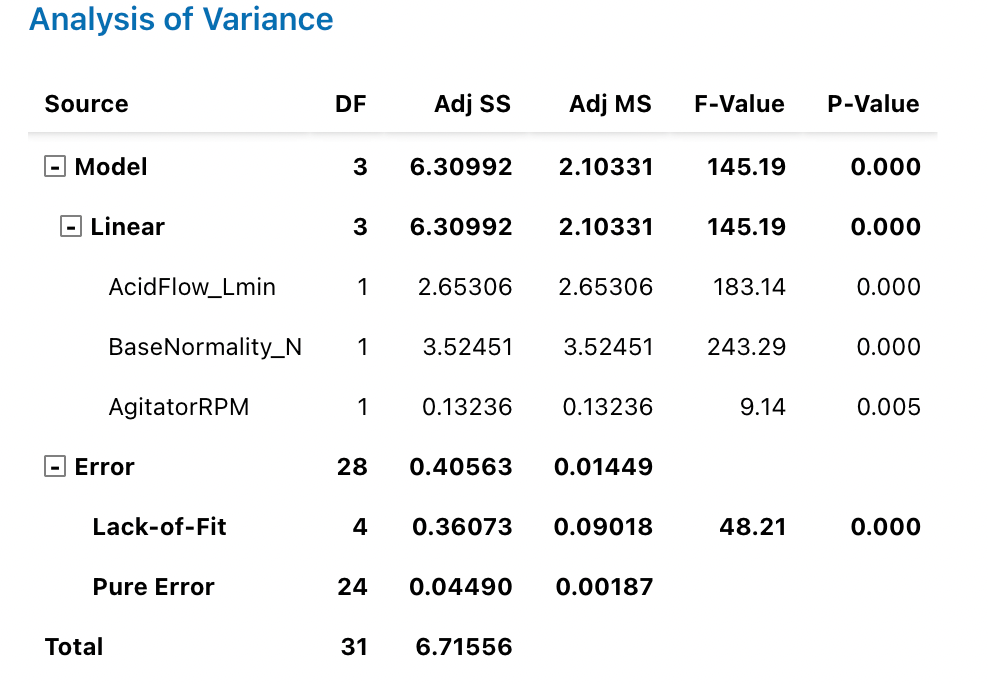 Analysis of Variance
Source DF Adj SS Adj MS F-Value P-Value
Model 3 6.30992 2.10331 145.19 0.000
Linear 3 6.30992 2.10331 145.19 0.000
AcidFlow_Lmin 1 2.65306 2.65306 183.14 0.000
BaseNormality_N 1 3.52451 3.52451 243.29 0.000
AgitatorRPM 1 0.13236 0.13236 9.14 0.005
Error 28 0.40563 0.01449
Lack-of-Fit 4 0.36073 0.09018 48.21 0.000
Pure Error 24 0.04490 0.00187
Total 31 6.71556